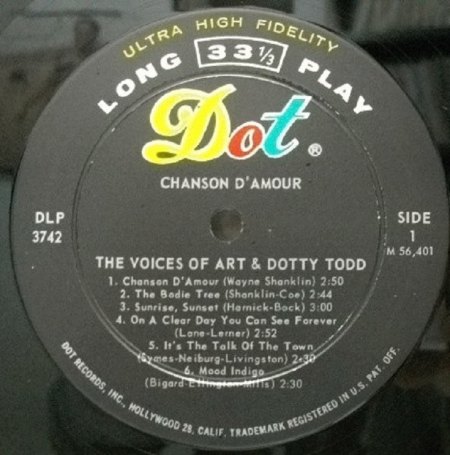 ULTRA HIGH FIDELITY
LONG 33 1/3 PLAY
Dot ®
CHANSON D'AMOUR
DLP
3742
SIDE
1
M 56,401
THE VOICES OF ART & DOTTY TODD
1. Chanson D'Amour (Wayne Shanklin) 2:50
2. The Bodie Tree (Shanklin-Coe) 2:44
3. Sunrise, Sunset (Harnick-Bock) 3:00
4. On A Clear Day You Can See Forever
(Lane-Lerner) 2:52
5. It's The Talk Of The Town
(Symes-Neiburg-Livingston) 2:30
6. Mood Indigo
(Bigard-Ellington-Mills) 2:30
DOT RECORDS, INC., HOLLYWOOD 28, CALIF. TRADEMARK REGISTERED IN U.S. PAT. OFF.